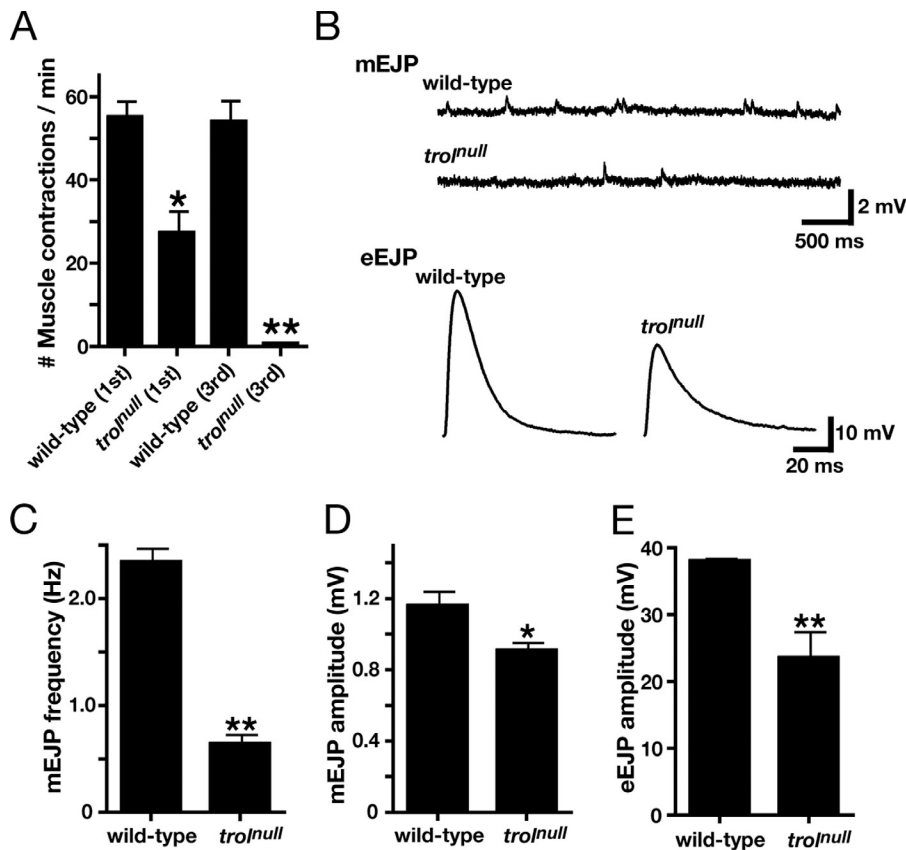 A
# Muscle contractions / min
60
40
20
0
*
**
wild-type (1st)
trolnull (1st)
wild-type (3rd)
trolnull (3rd)
B
mEJP
wild-type
trolnull
2 mV
500 ms
eEJP
wild-type
trolnull
10 mV
20 ms
C
mEJP frequency (Hz)
2.0
1.0
0
**
wild-type
trolnull
D
mEJP amplitude (mV)
1.2
0.8
0.4
0
*
wild-type
trolnull
E
eEJP amplitude (mV)
40
20
20
0
**
wild-type
trolnull